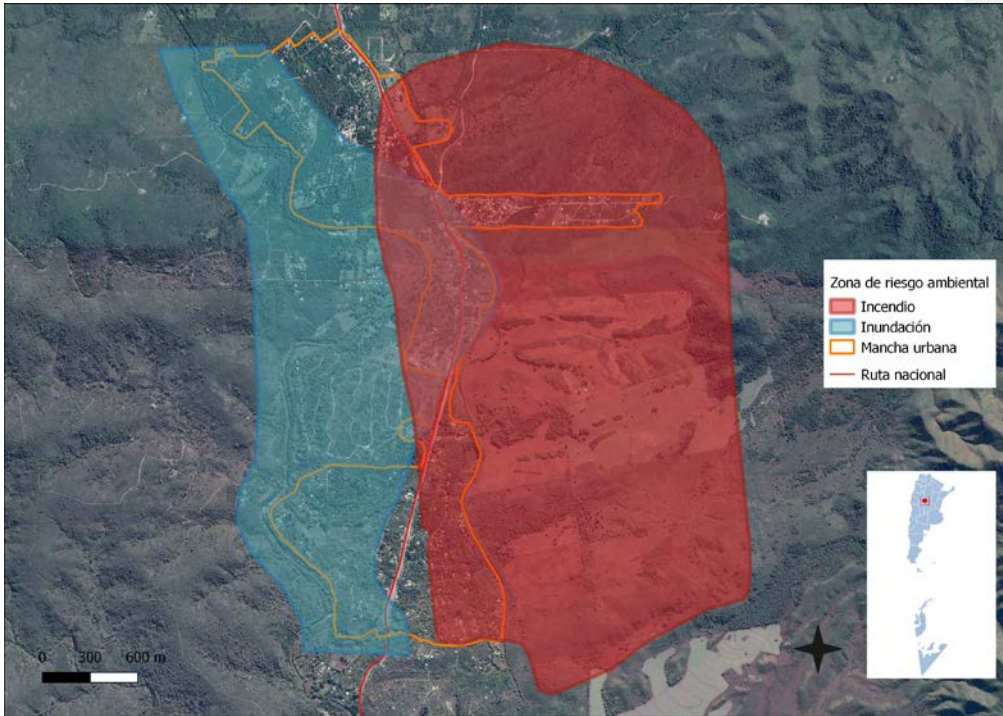 Zona de riesgo ambiental
Incendio
Inundación
Mancha urbana
Ruta nacional
0 300 600 m